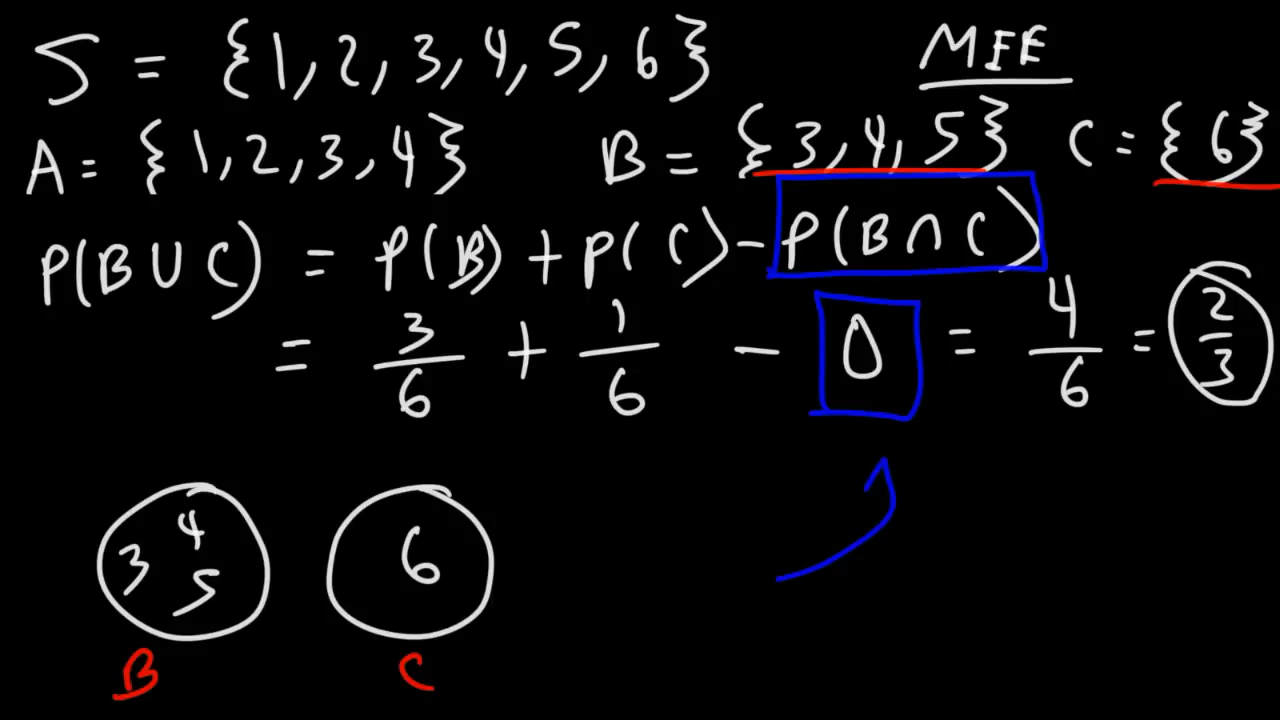 S = {1, 2, 3, 4, 5, 6} MEE
A = {1, 2, 3, 4} B = {3, 4, 5} C = {6}
P(B ∪ C) = P(B) + P(C) - P(B ∩ C)
= 3/6 + 1/6 - 0 = 4/6 = 2/3
3 4 5 6
B C